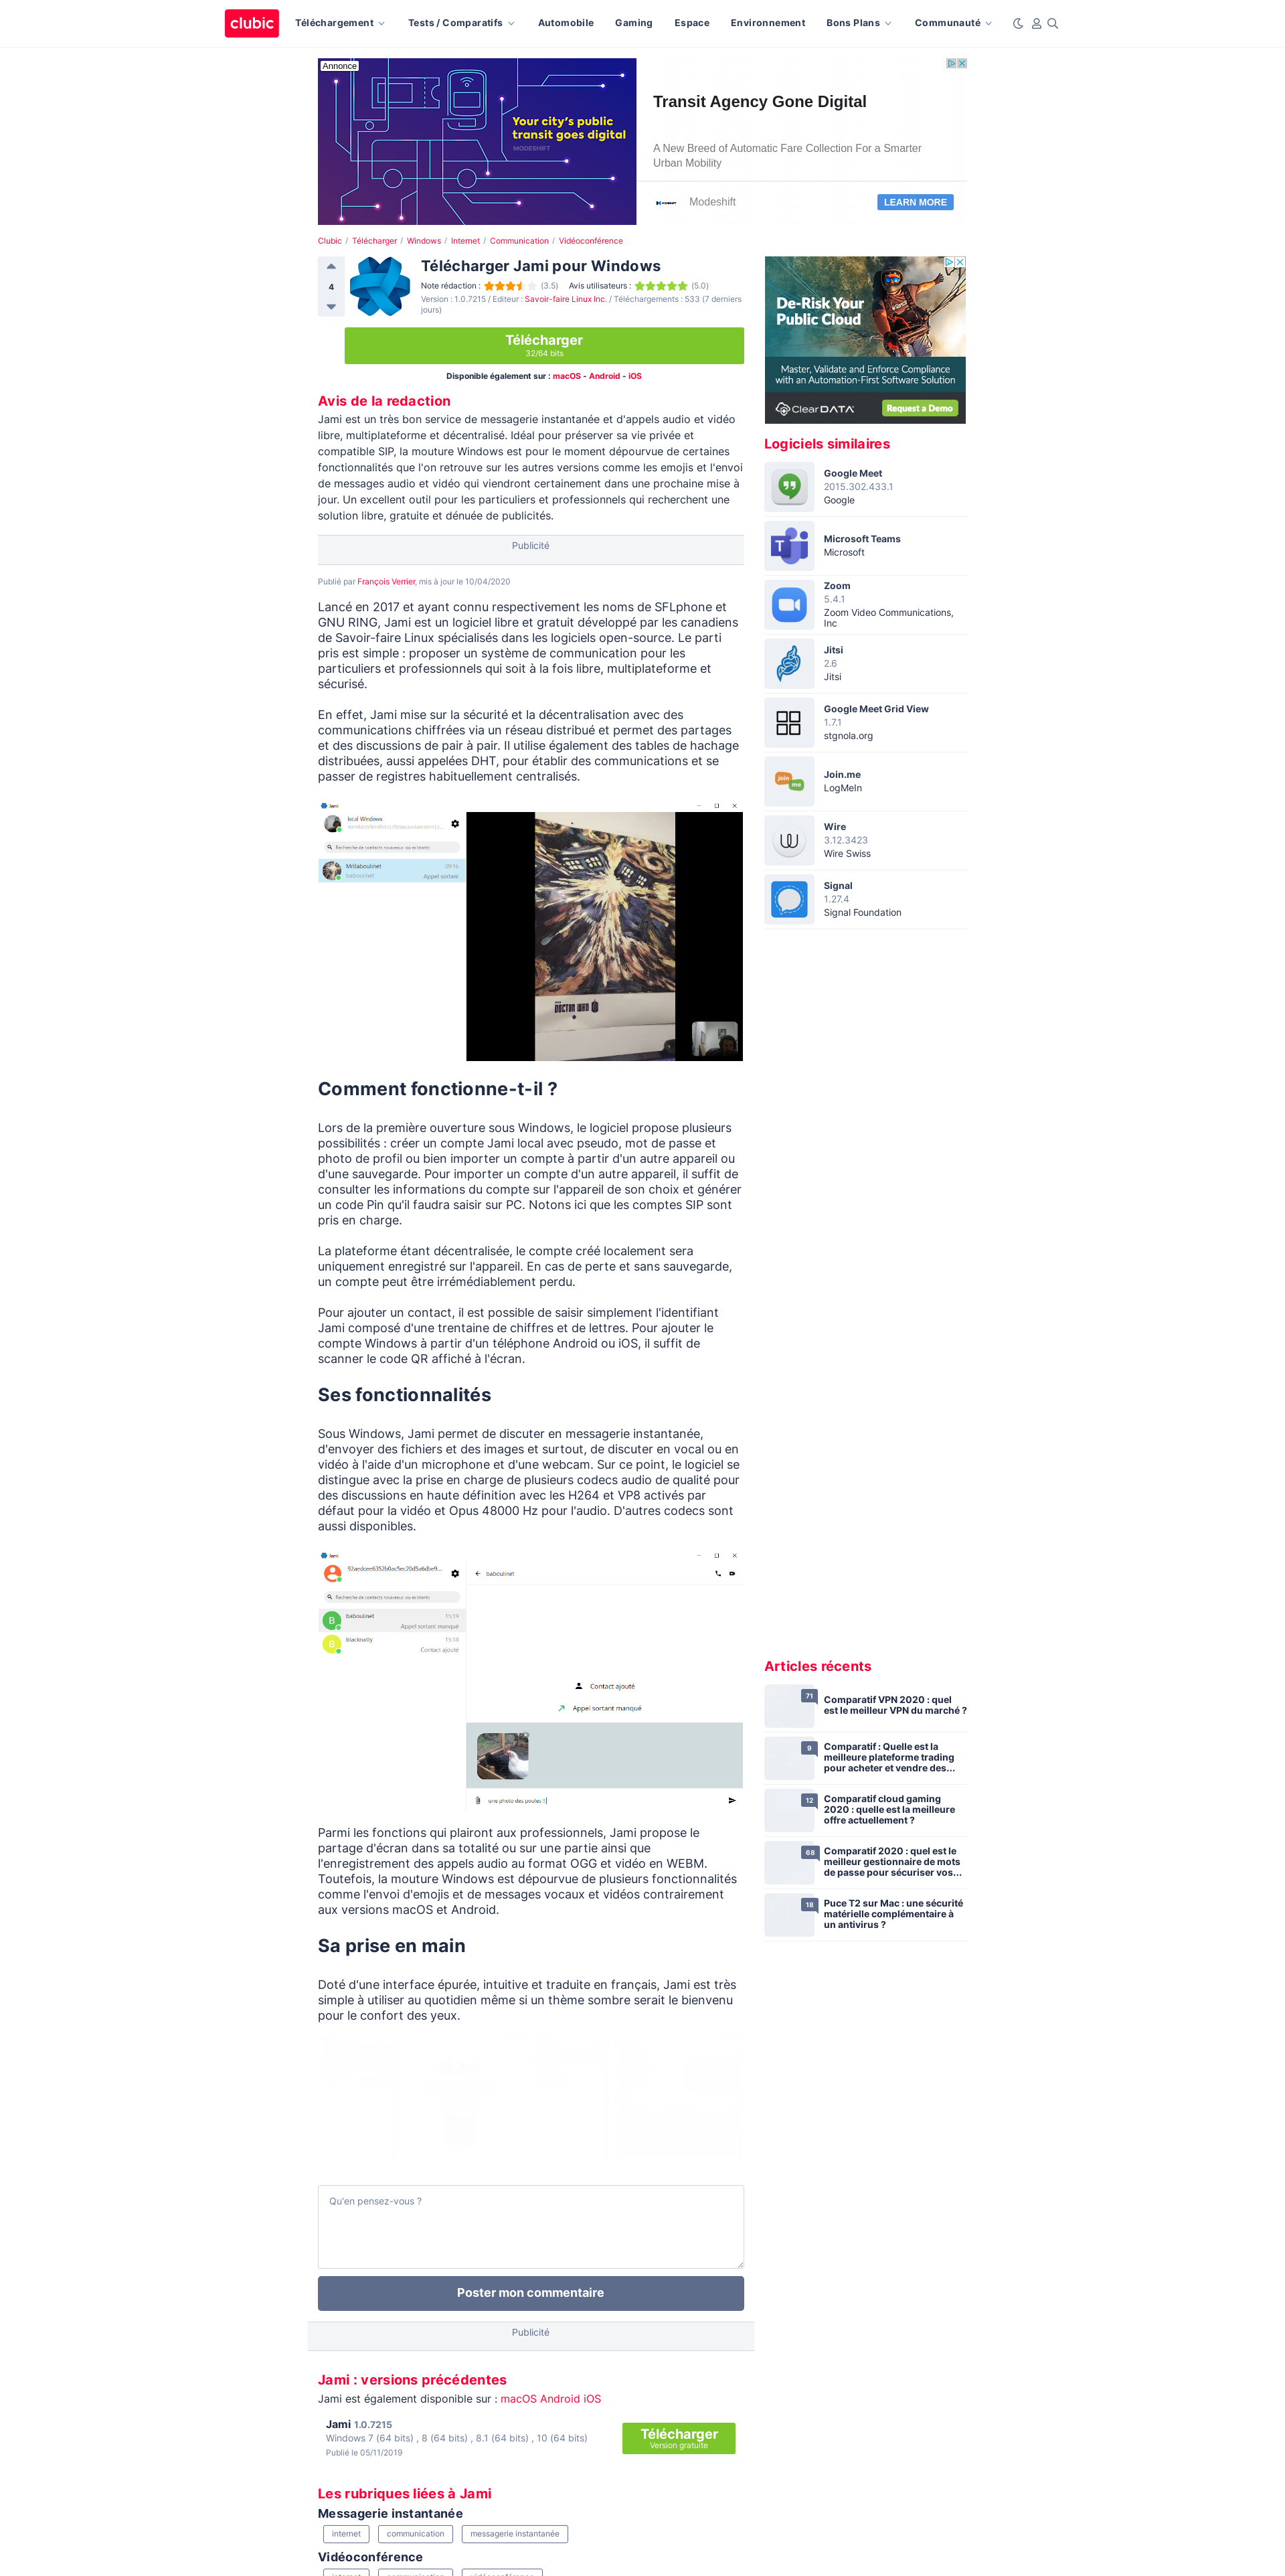 clubic
Téléchargement
Tests / Comparatifs
Automobile
Gaming
Espace
Environnement
Bons Plans
Communauté
Annonce
Your city's public
transit goes digital
MODESHIFT
Transit Agency Gone Digital
A New Breed of Automatic Fare Collection For a Smarter
Urban Mobility
Modeshift
LEARN MORE
Clubic / Télécharger / Windows / Internet / Communication / Vidéoconférence
4
Télécharger Jami pour Windows
Note rédaction : (3.5) Avis utilisateurs : (5.0)
Version : 1.0.7215 / Editeur : Savoir-faire Linux Inc. / Téléchargements : 533 (7 derniers
jours)
Télécharger
32/64 bits
Disponible également sur : macOS - Android - iOS
Avis de la redaction
Jami est un très bon service de messagerie instantanée et d'appels audio et vidéo
libre, multiplateforme et décentralisé. Idéal pour préserver sa vie privée et
compatible SIP, la mouture Windows est pour le moment dépourvue de certaines
fonctionnalités que l'on retrouve sur les autres versions comme les emojis et l'envoi
de messages audio et vidéo qui viendront certainement dans une prochaine mise à
jour. Un excellent outil pour les particuliers et professionnels qui recherchent une
solution libre, gratuite et dénuée de publicités.
Publicité
Publié par François Verrier, mis à jour le 10/04/2020
Lancé en 2017 et ayant connu respectivement les noms de SFLphone et
GNU RING, Jami est un logiciel libre et gratuit développé par les canadiens
de Savoir-faire Linux spécialisés dans les logiciels open-source. Le parti
pris est simple : proposer un système de communication pour les
particuliers et professionnels qui soit à la fois libre, multiplateforme et
sécurisé.
En effet, Jami mise sur la sécurité et la décentralisation avec des
communications chiffrées via un réseau distribué et permet des partages
et des discussions de pair à pair. Il utilise également des tables de hachage
distribuées, aussi appelées DHT, pour établir des communications et se
passer de registres habituellement centralisés.
Jami
local Windows
Recherche de contacts nouveaux ou existants
Mrbaboulinet
09:16
baboulinet
Appel sortant
DOCTOR WHO
Comment fonctionne-t-il ?
Lors de la première ouverture sous Windows, le logiciel propose plusieurs
possibilités : créer un compte Jami local avec pseudo, mot de passe et
photo de profil ou bien importer un compte à partir d'un autre appareil ou
d'une sauvegarde. Pour importer un compte d'un autre appareil, il suffit de
consulter les informations du compte sur l'appareil de son choix et générer
un code Pin qu'il faudra saisir sur PC. Notons ici que les comptes SIP sont
pris en charge.
La plateforme étant décentralisée, le compte créé localement sera
uniquement enregistré sur l'appareil. En cas de perte et sans sauvegarde,
un compte peut être irrémédiablement perdu.
Pour ajouter un contact, il est possible de saisir simplement l'identifiant
Jami composé d'une trentaine de chiffres et de lettres. Pour ajouter le
compte Windows à partir d'un téléphone Android ou iOS, il suffit de
scanner le code QR affiché à l'écran.
Ses fonctionnalités
Sous Windows, Jami permet de discuter en messagerie instantanée,
d'envoyer des fichiers et des images et surtout, de discuter en vocal ou en
vidéo à l'aide d'un microphone et d'une webcam. Sur ce point, le logiciel se
distingue avec la prise en charge de plusieurs codecs audio de qualité pour
des discussions en haute définition avec les H264 et VP8 activés par
défaut pour la vidéo et Opus 48000 Hz pour l'audio. D'autres codecs sont
aussi disponibles.
Jami
baboulinet
Recherche de contacts nouveaux ou existants
B
baboulinet
15:19
Appel sortant manqué
B
blacknally
15:18
Contact ajouté
Contact ajouté
Appel sortant manqué
une photo des poules !
Parmi les fonctions qui plairont aux professionnels, Jami propose le
partage d'écran dans sa totalité ou sur une partie ainsi que
l'enregistrement des appels audio au format OGG et vidéo en WEBM.
Toutefois, la mouture Windows est dépourvue de plusieurs fonctionnalités
comme l'envoi d'emojis et de messages vocaux et vidéos contrairement
aux versions macOS et Android.
Sa prise en main
Doté d'une interface épurée, intuitive et traduite en français, Jami est très
simple à utiliser au quotidien même si un thème sombre serait le bienvenu
pour le confort des yeux.
Qu'en pensez-vous ?
Poster mon commentaire
Publicité
Jami : versions précédentes
Jami est également disponible sur : macOS Android iOS
Jami 1.0.7215
Windows 7 (64 bits) , 8 (64 bits) , 8.1 (64 bits) , 10 (64 bits)
Publié le 05/11/2019
Télécharger
Version gratuite
Les rubriques liées à Jami
Messagerie instantanée
internet
communication
messagerie instantanée
Vidéoconférence
internet
communication
vidéoconférence
De-Risk Your
Public Cloud
Master, Validate and Enforce Compliance
with an Automation-First Software Solution
ClearDATA
Request a Demo
Logiciels similaires
Google Meet
2015.302.433.1
Google
Microsoft Teams
Microsoft
Zoom
5.4.1
Zoom Video Communications,
Inc
Jitsi
2.6
Jitsi
Google Meet Grid View
1.7.1
stgnola.org
join
me
Join.me
LogMeIn
Wire
3.12.3423
Wire Swiss
Signal
1.27.4
Signal Foundation
Articles récents
71
Comparatif VPN 2020 : quel
est le meilleur VPN du marché ?
9
Comparatif : Quelle est la
meilleure plateforme trading
pour acheter et vendre des...
12
Comparatif cloud gaming
2020 : quelle est la meilleure
offre actuellement ?
68
Comparatif 2020 : quel est le
meilleur gestionnaire de mots
de passe pour sécuriser vos...
18
Puce T2 sur Mac : une sécurité
matérielle complémentaire à
un antivirus ?